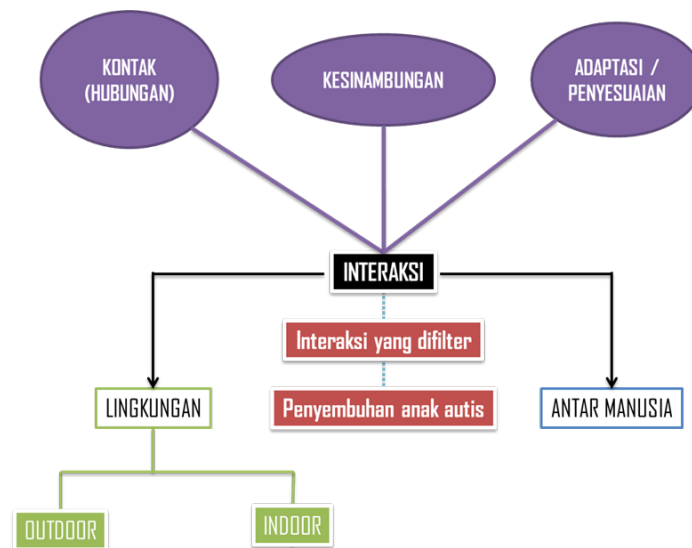 KONTAK
(HUBUNGAN)
KESINAMBUNGAN
ADAPTASI /
PENYESUAIAN
INTERAKSI
Interaksi yang difilter
Penyembuhan anak autis
LINGKUNGAN
ANTAR MANUSIA
OUTDOOR
INDOOR